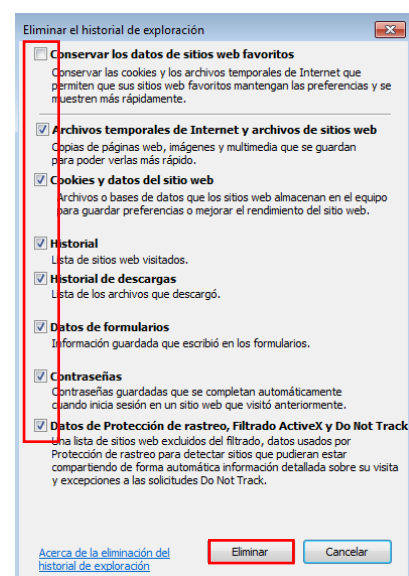 Eliminar el historial de exploración
Conservar los datos de sitios web favoritos
Conservar las cookies y los archivos temporales de Internet que
permiten que sus sitios web favoritos mantengan las preferencias y se
muestren más rápidamente.
Archivos temporales de Internet y archivos de sitios web
Copias de páginas web, imágenes y multimedia que se guardan
para poder verlas más rápido.
Cookies y datos del sitio web
Archivos o bases de datos que los sitios web almacenan en el equipo
para guardar preferencias o mejorar el rendimiento del sitio web.
Historial
Lista de sitios web visitados.
Historial de descargas
Lista de los archivos que descargó.
Datos de formularios
Información guardada que escribió en los formularios.
Contraseñas
Contraseñas guardadas que se completan automáticamente
cuando inicia sesión en un sitio web que visitó anteriormente.
Datos de Protección de rastreo, Filtrado ActiveX y Do Not Track
Una lista de sitios web excluidos del filtrado, datos usados por
Protección de rastreo para detectar sitios que pudieran estar
compartiendo de forma automática información detallada sobre su visita
y excepciones a las solicitudes Do Not Track.
Acerca de la eliminación del
historial de exploración
Eliminar
Cancelar